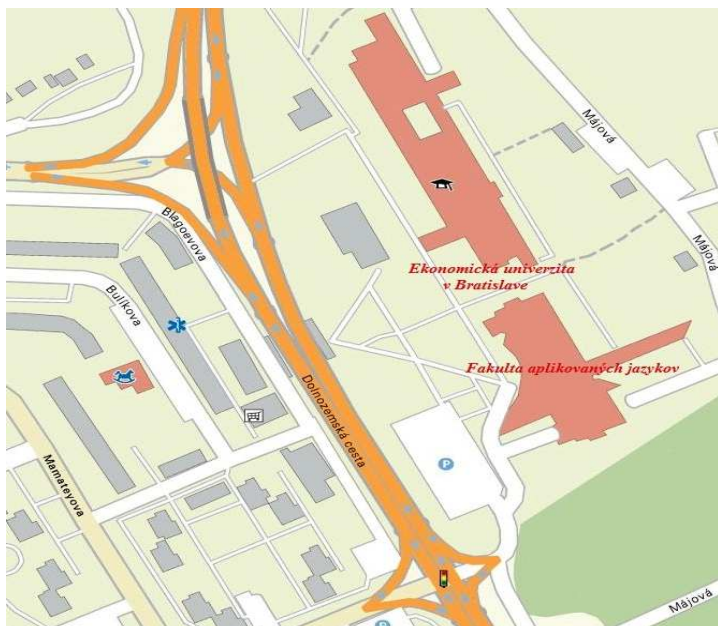 Májová
Blagoevova
Májová
Ekonomická univerzita
v Bratislave
Bulíkova
Fakulta aplikovaných jazykov
Dolnozemská cesta
P
Mamateyova
Májová
P